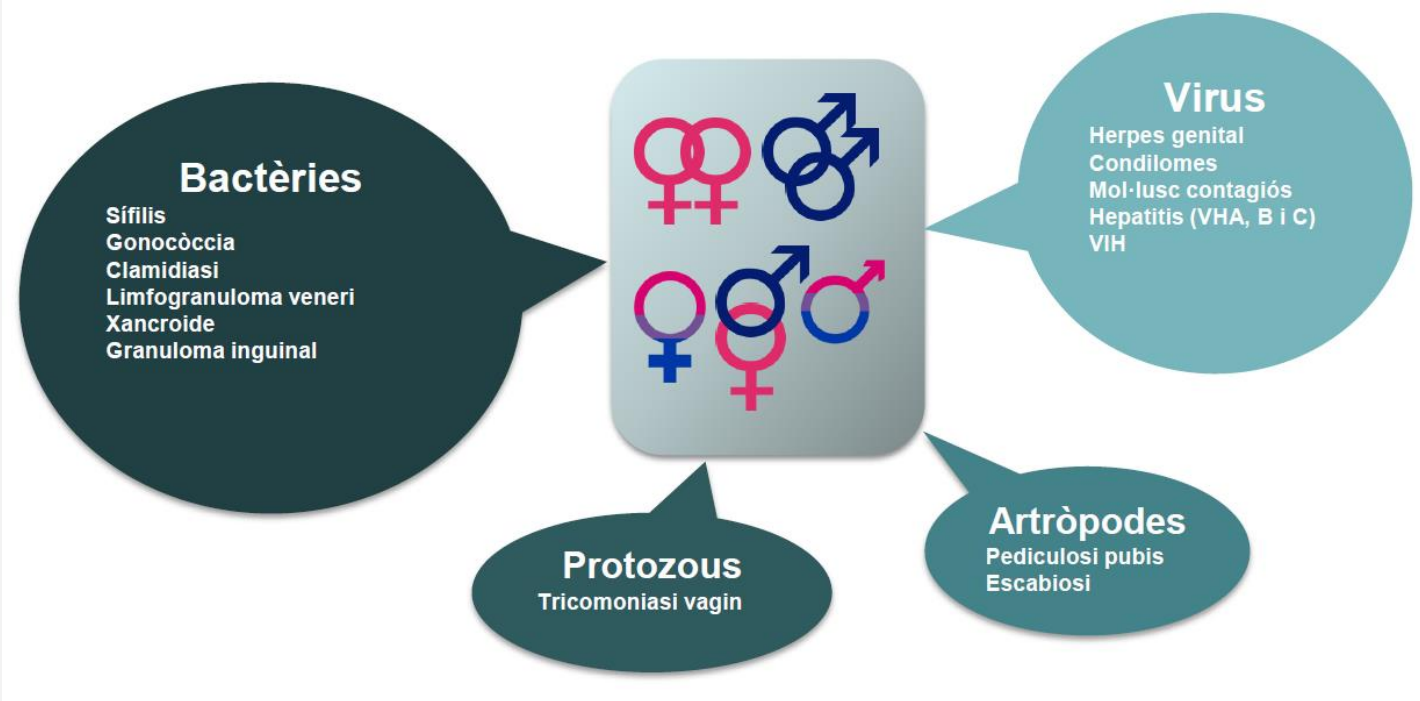 Bactèries
Sífilis
Gonocòccia
Clamidiasi
Limfogranuloma veneri
Xancroide
Granuloma inguinal
Virus
Herpes genital
Condilomes
Mol·lusc contagiós
Hepatitis (VHA, B i C)
VIH
Protozous
Tricomoniasi vagin
Artròpodes
Pediculosi pubis
Escabiosi